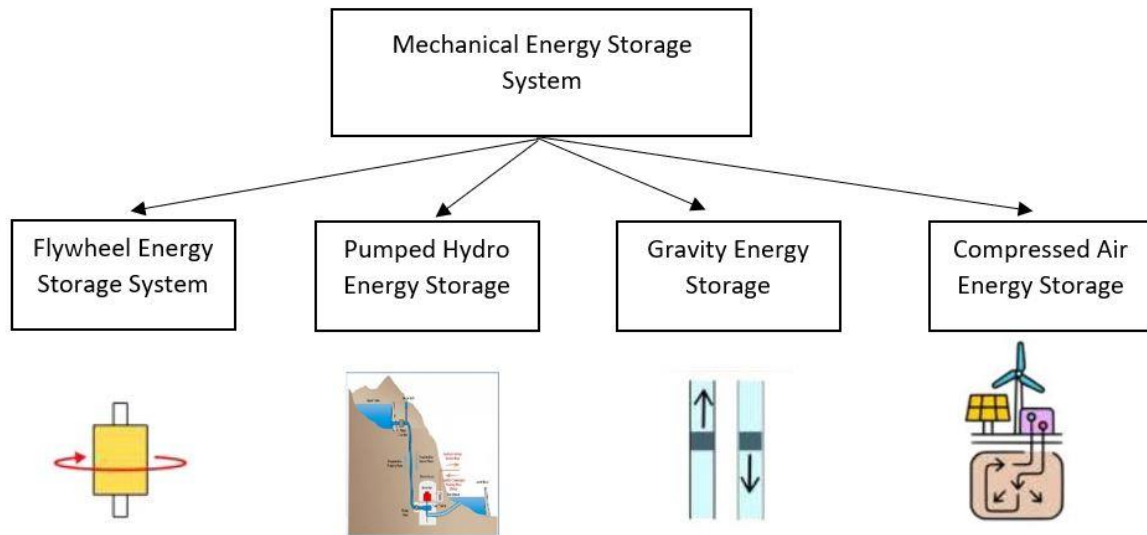 Mechanical Energy Storage
System
Flywheel Energy
Storage System
Pumped Hydro
Energy Storage
Gravity Energy
Storage
Compressed Air
Energy Storage